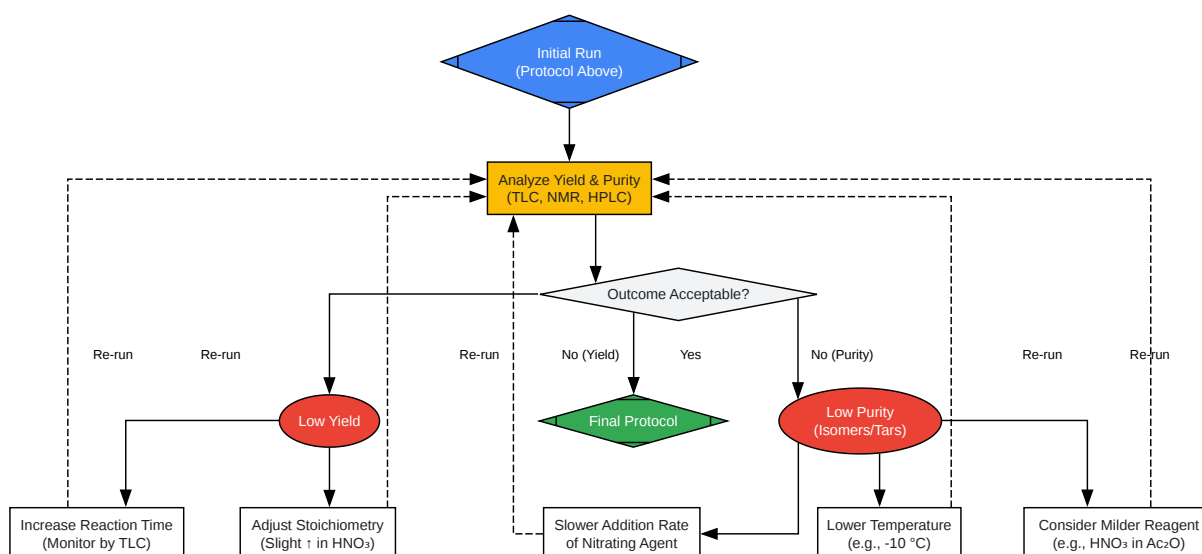 Initial Run
(Protocol Above)
Analyze Yield & Purity
(TLC, NMR, HPLC)
Outcome Acceptable?
Re-run
Re-run
Re-run
No (Yield)
Yes
No (Purity)
Re-run
Re-run
Low Yield
Final Protocol
Low Purity
(Isomers/Tars)
Increase Reaction Time
(Monitor by TLC)
Adjust Stoichiometry
(Slight ↑ in HNO₃)
Slower Addition Rate
of Nitrating Agent
Lower Temperature
(e.g., -10 °C)
Consider Milder Reagent
(e.g., HNO₃ in Ac₂O)